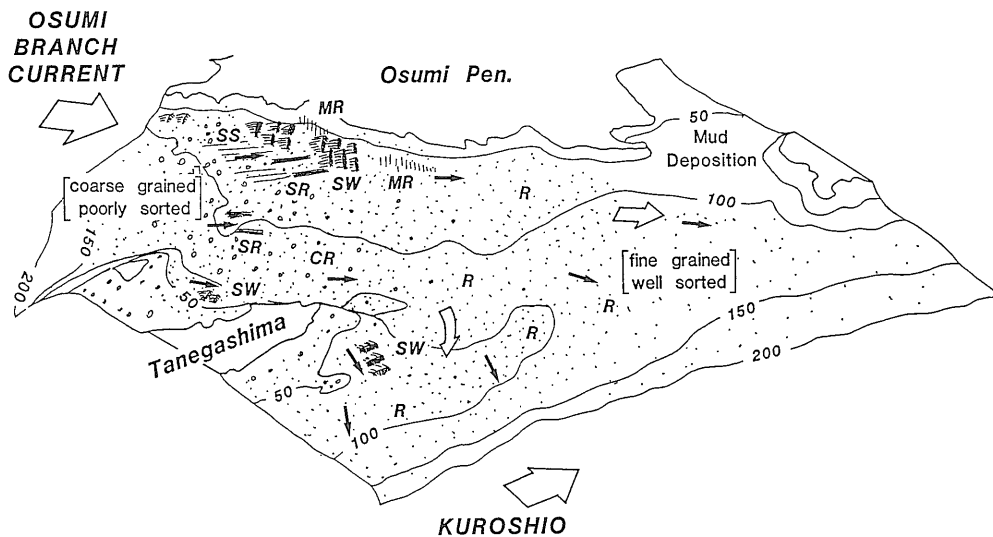 OSUMI
BRANCH
CURRENT
Osumi Pen.
MR
50
Mud
Deposition
SS
coarse grained
poorly sorted
SR
SW
MR
R
100
150
SR
CR
R
fine grained
well sorted
200
50
SW
R
150
Tanegashima
SW
R
200
50
R
100
KUROSHIO